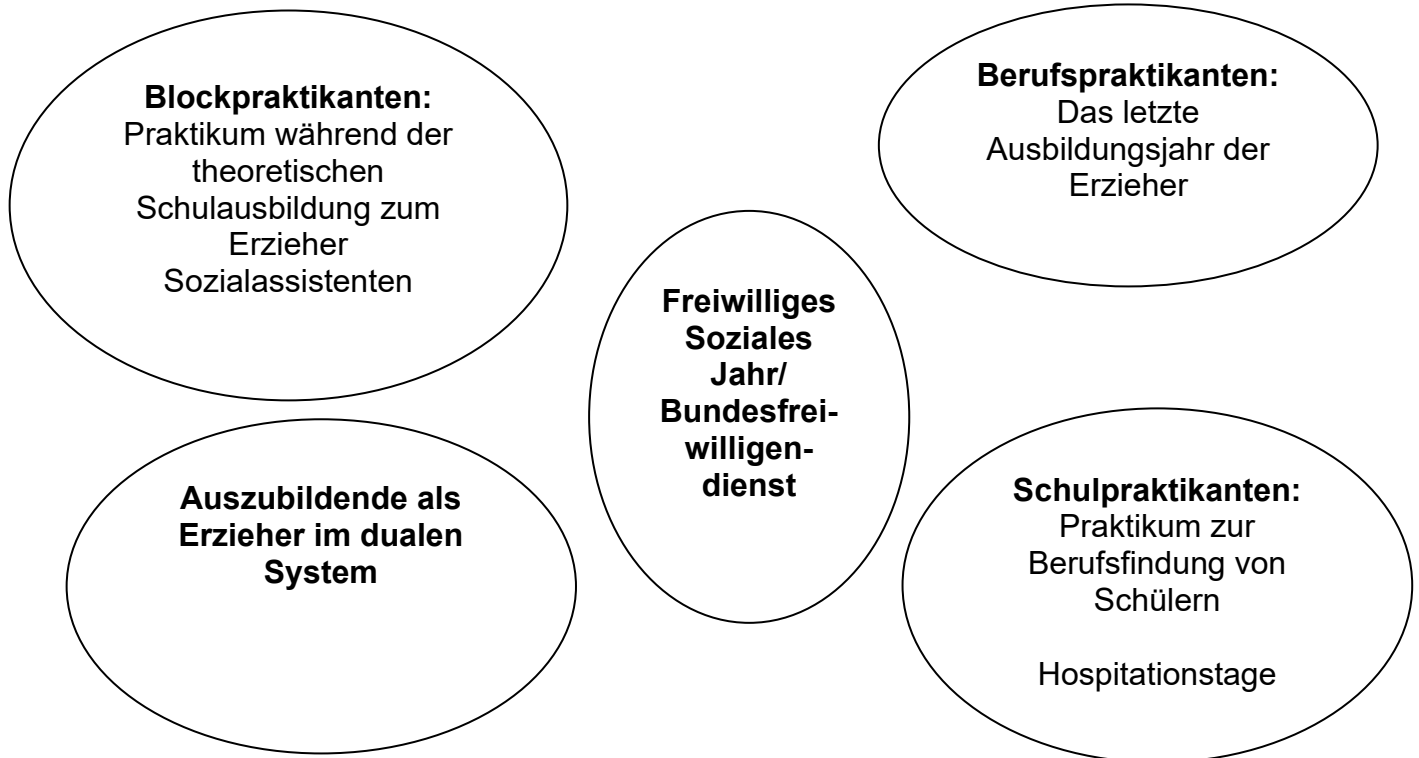 Blockpraktikanten:
Praktikum während der
theoretischen
Schulausbildung zum
Erzieher
Sozialassistenten
Berufspraktikanten:
Das letzte
Ausbildungsjahr der
Erzieher
Freiwilliges
Soziales
Jahr/
Bundesfrei-
willigen-
dienst
Auszubildende als
Erzieher im dualen
System
Schulpraktikanten:
Praktikum zur
Berufsfindung von
Schülern
Hospitationstage